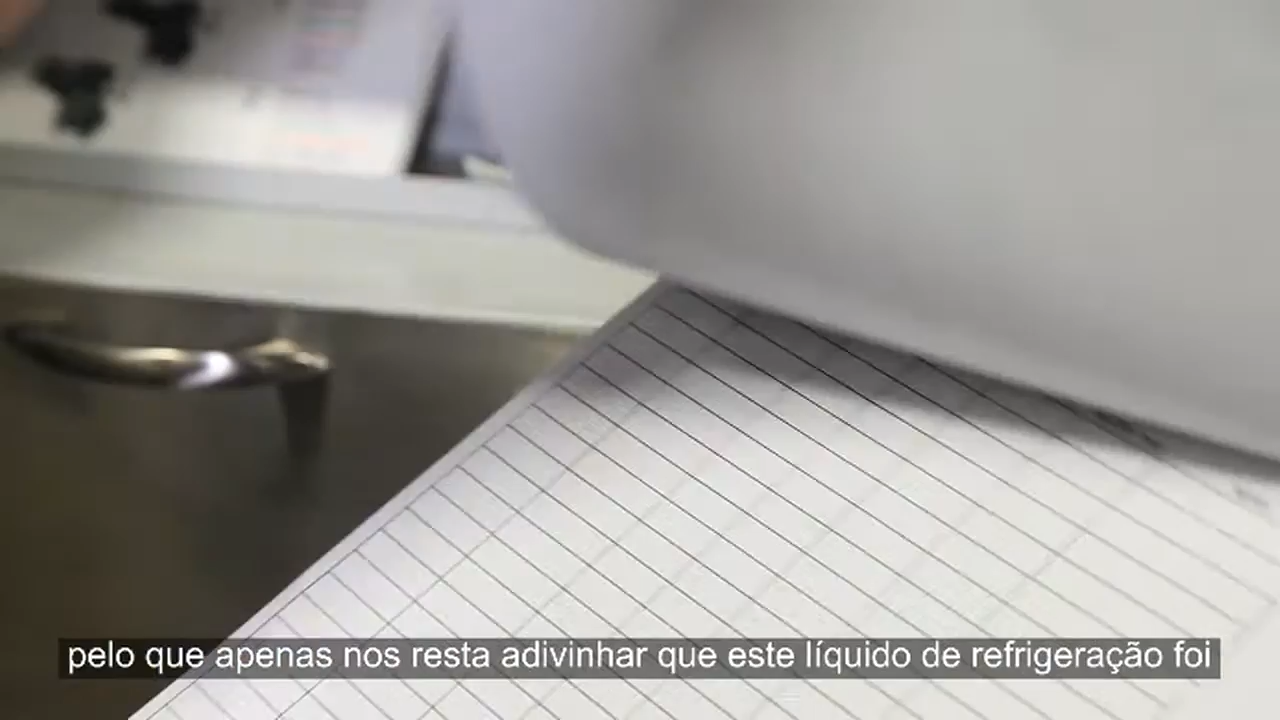 pelo que apenas nos resta adivinhar que este líquido de refrigeração foi